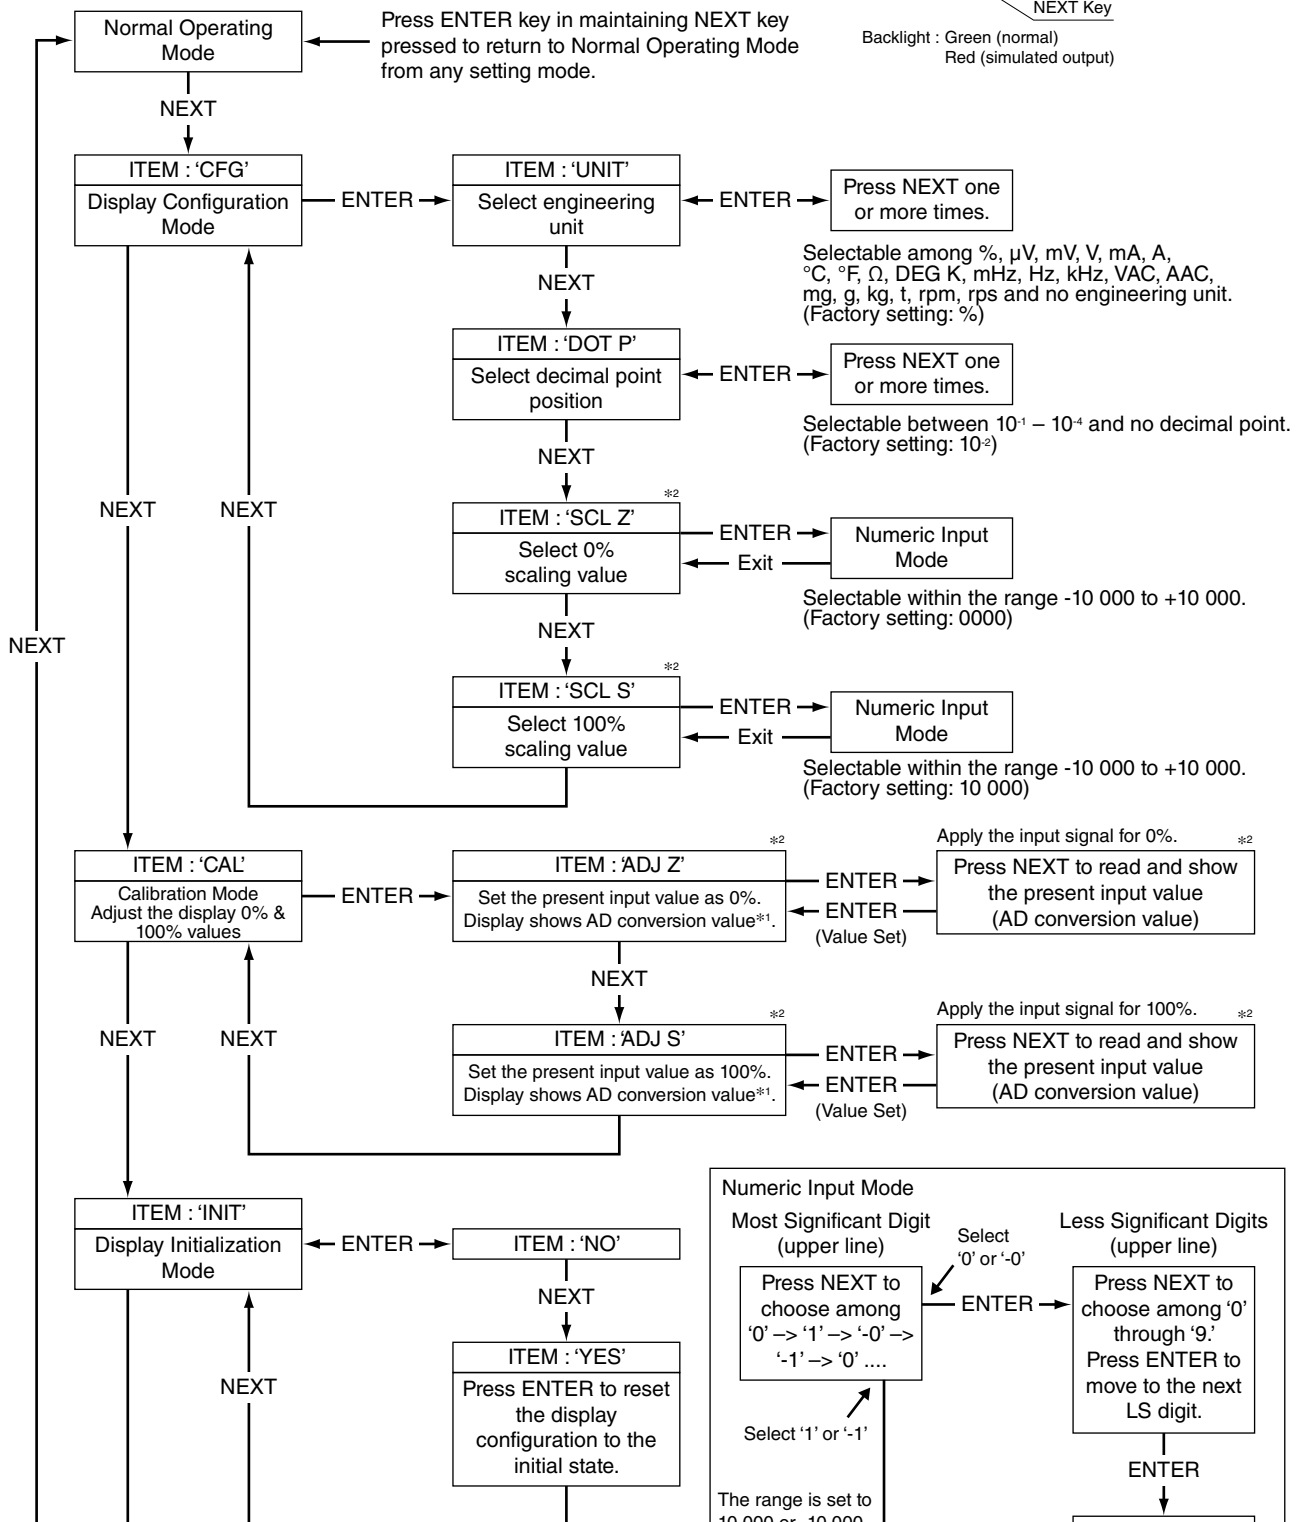 NEXT Key
Backlight : Green (normal)
Red (simulated output)
Press ENTER key in maintaining NEXT key
pressed to return to Normal Operating Mode
from any setting mode.
Normal Operating
Mode
NEXT
ITEM : ‘CFG’
Display Configuration
Mode
ENTER
ITEM : ‘UNIT’
Select engineering
unit
ENTER
Press NEXT one
or more times.
Selectable among %, µV, mV, V, mA, A,
°C, °F, Ω, DEG K, mHz, Hz, kHz, VAC, AAC,
mg, g, kg, t, rpm, rps and no engineering unit.
(Factory setting: %)
NEXT
ITEM : ‘DOT P’
Select decimal point
position
ENTER
Press NEXT one
or more times.
Selectable between 10-1 – 10-4 and no decimal point.
(Factory setting: 10-2)
NEXT
NEXT
NEXT
*2
ITEM : ‘SCL Z’
Select 0%
scaling value
ENTER
Exit
Numeric Input
Mode
Selectable within the range -10 000 to +10 000.
(Factory setting: 0000)
NEXT
NEXT
*2
ITEM : ‘SCL S’
Select 100%
scaling value
ENTER
Exit
Numeric Input
Mode
Selectable within the range -10 000 to +10 000.
(Factory setting: 10 000)
ITEM : ‘CAL’
Calibration Mode
Adjust the display 0% &
100% values
ENTER
*2
ITEM : ‘ADJ Z’
Set the present input value as 0%.
Display shows AD conversion value*1.
ENTER
ENTER
(Value Set)
Apply the input signal for 0%.
*2
Press NEXT to read and show
the present input value
(AD conversion value)
NEXT
NEXT
NEXT
*2
ITEM : ‘ADJ S’
Set the present input value as 100%.
Display shows AD conversion value*1.
ENTER
ENTER
(Value Set)
Apply the input signal for 100%.
*2
Press NEXT to read and show
the present input value
(AD conversion value)
ITEM : ‘INIT’
Display Initialization
Mode
ENTER
ITEM : ‘NO’
NEXT
NEXT
ITEM : ‘YES’
Press ENTER to reset
the display
configuration to the
initial state.
Numeric Input Mode
Most Significant Digit
(upper line)
Select
‘0’ or ‘-0’
Less Significant Digits
(upper line)
Press NEXT to
choose among
‘0’ –> ‘1’ –> ‘-0’ –>
‘-1’ –> ‘0’ ....
ENTER
Press NEXT to
choose among ‘0’
through ‘9.’
Press ENTER to
move to the next
LS digit.
Select ‘1’ or ‘-1’
ENTER
The range is set to
10 000 or -10 000